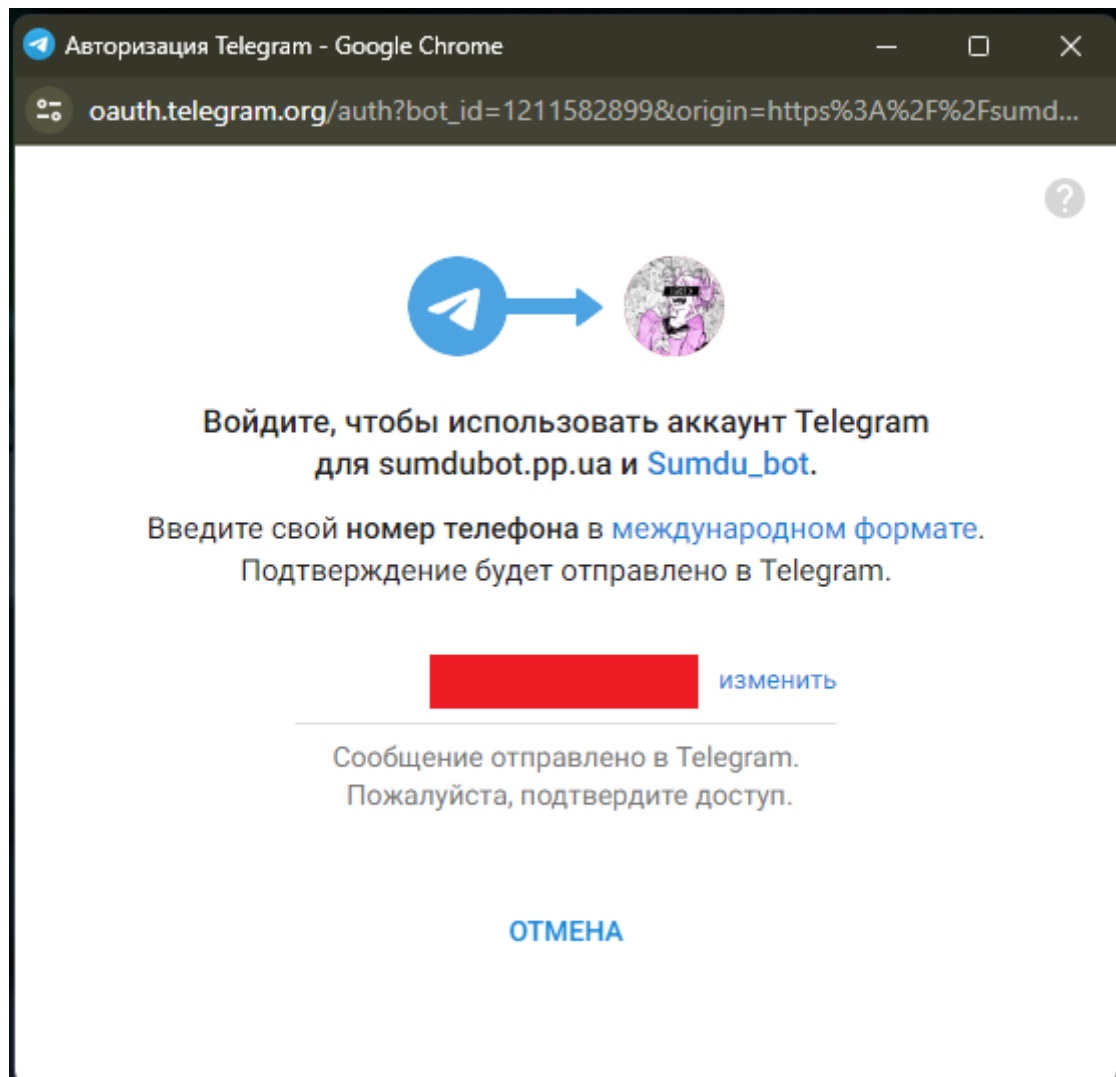 Авторизация Telegram - Google Chrome
oauth.telegram.org/auth?bot_id=1211582899&origin=https%3A%2F%2Fsumd...
?
Войдите, чтобы использовать аккаунт Telegram
для sumdubot.pp.ua и Sumdu_bot.
Введите свой номер телефона в международном формате.
Подтверждение будет отправлено в Telegram.
изменить
Сообщение отправлено в Telegram.
Пожалуйста, подтвердите доступ.
ОТМЕНА